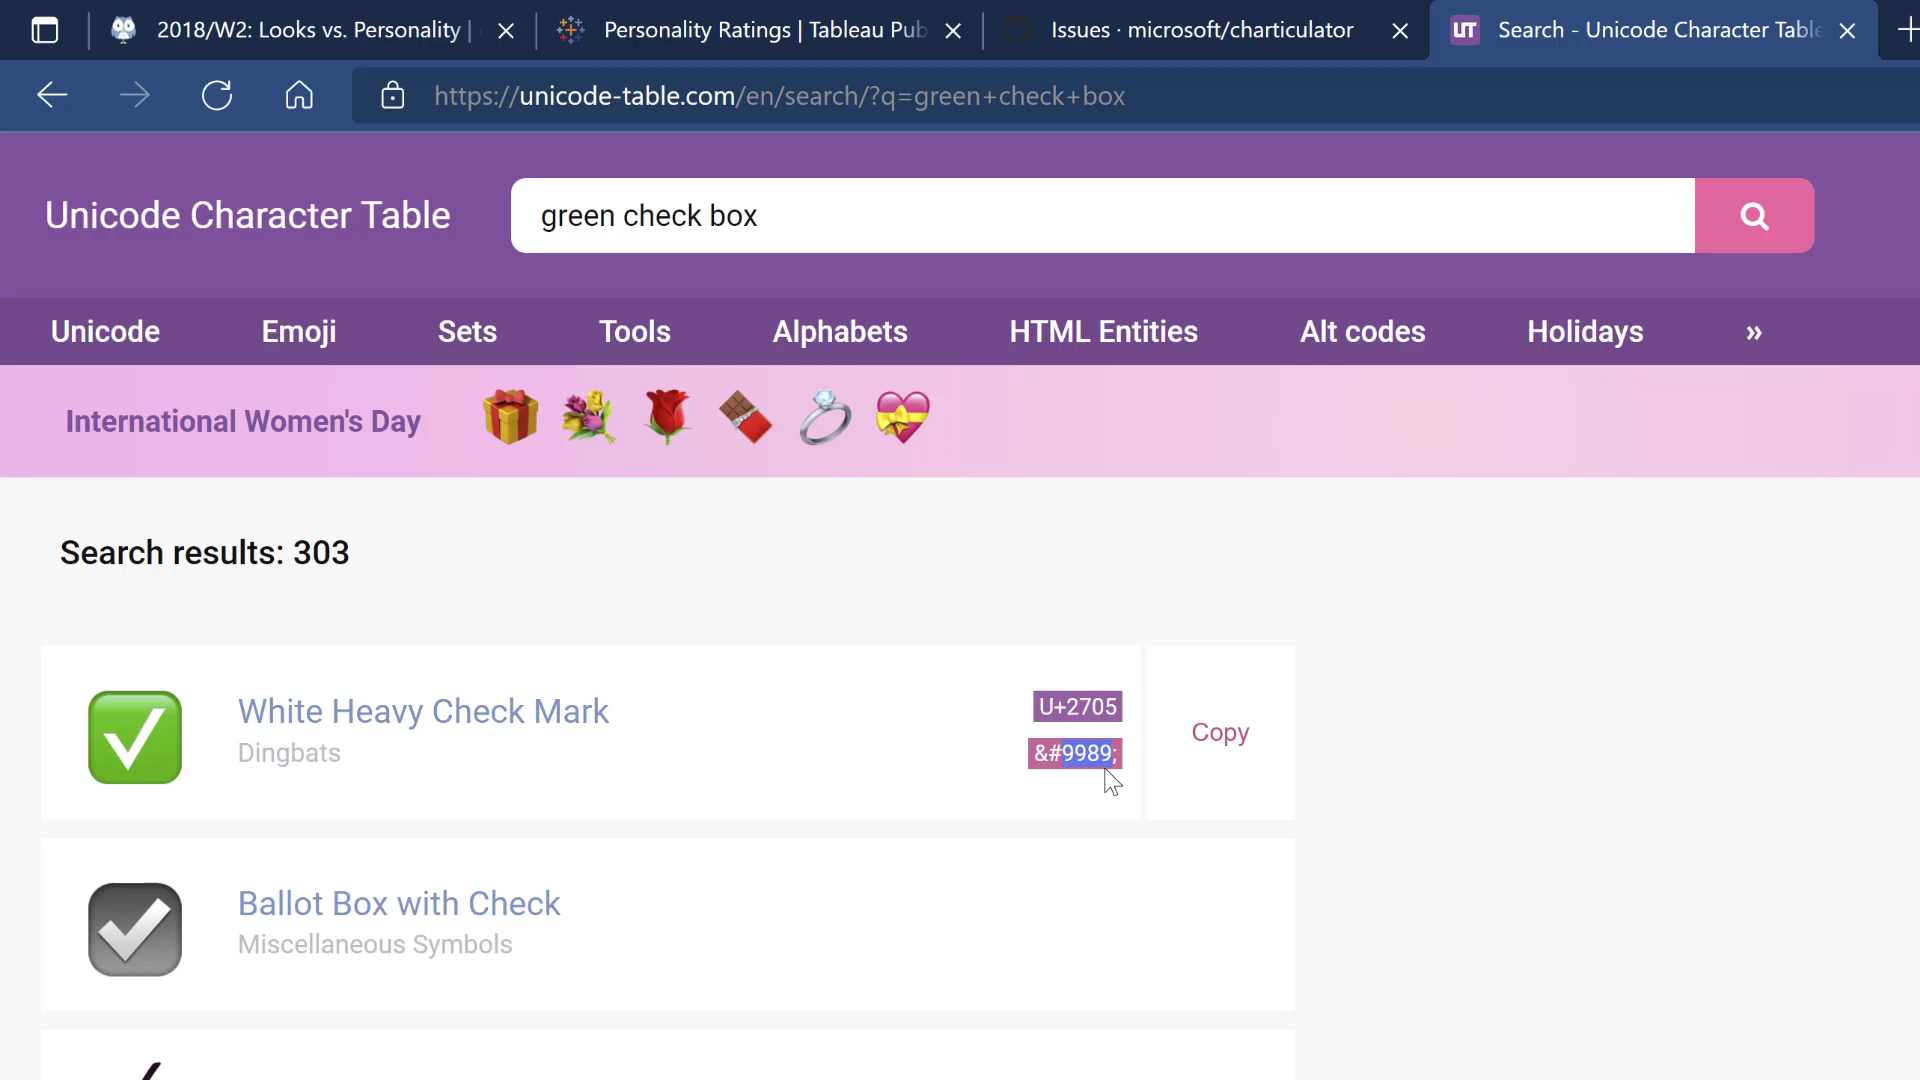 2018/W2: Looks vs. Personality |
Personality Ratings | Tableau Pub
Issues · microsoft/charticulator
UT
Search - Unicode Character Table
https://unicode-table.com/en/search/?q=green+check+box
Unicode Character Table
green check box
Unicode
Emoji
Sets
Tools
Alphabets
HTML Entities
Alt codes
Holidays
»
International Women's Day
Search results: 303
White Heavy Check Mark
Dingbats
U+2705
&#9989;
Copy
Ballot Box with Check
Miscellaneous Symbols